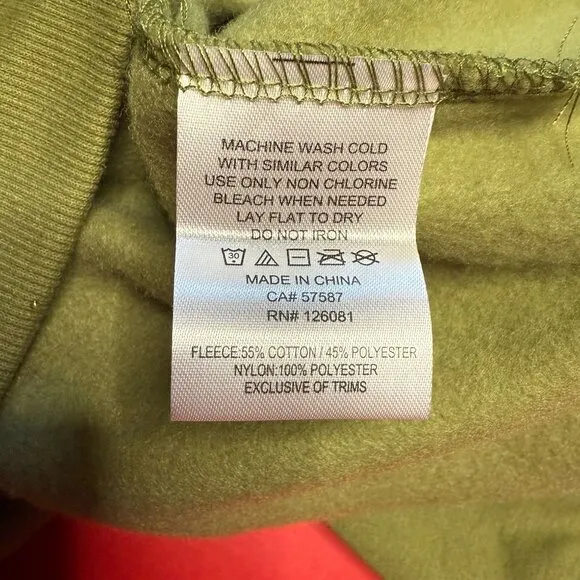 MACHINE WASH COLD
WITH SIMILAR COLORS
USE ONLY NON CHLORINE
BLEACH WHEN NEEDED
LAY FLAT TO DRY
DO NOT IRON
30
MADE IN CHINA
CA# 57587
RN# 126081
FLEECE:55% COTTON / 45% POLYESTER
NYLON:100% POLYESTER
EXCLUSIVE OF TRIMS